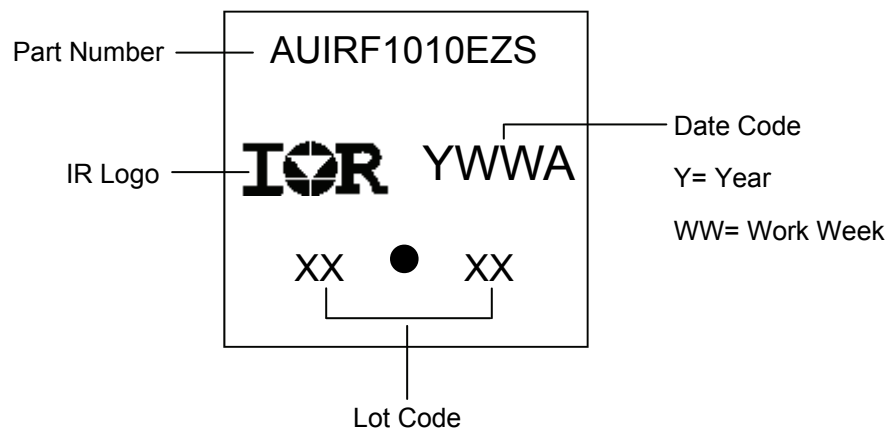 Part Number
AUIRF1010EZS
IR Logo
IOR
YWWA
Date Code
Y= Year
WW= Work Week
XX
XX
Lot Code